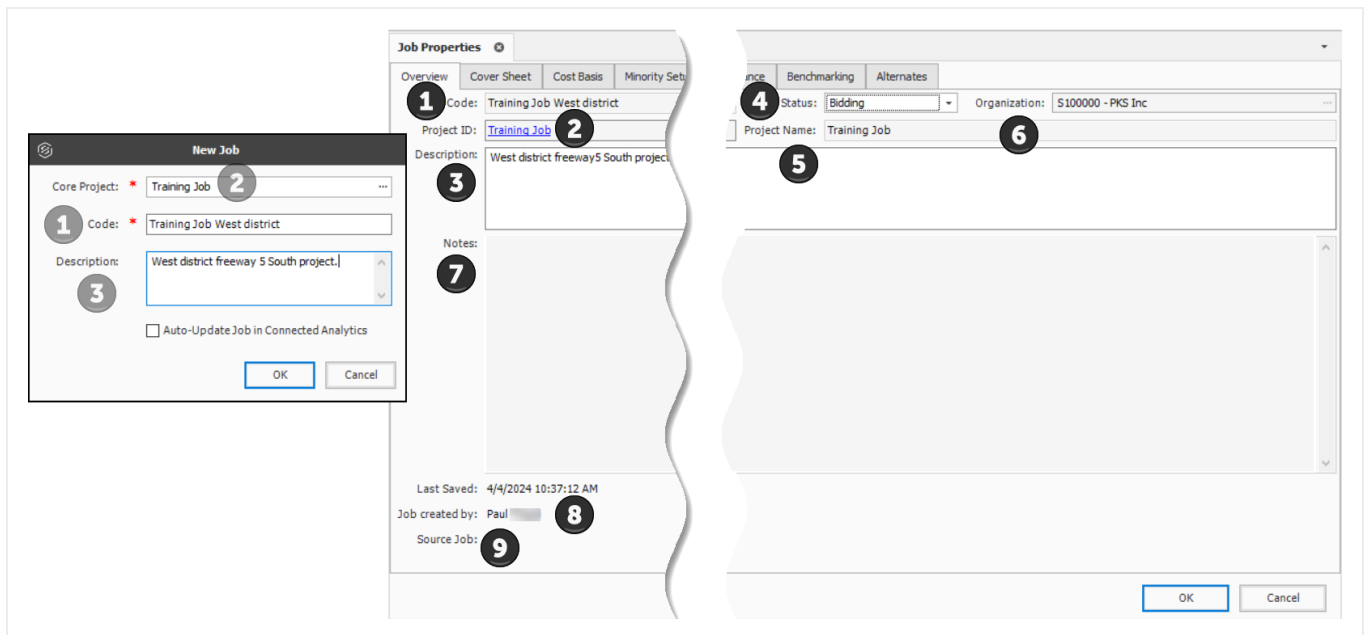 Job Properties
Overview Cover Sheet Cost Basis Minority Setu ance Benchmarking Alternates
1 Code: Training Job West district 4 Status: Bidding Organization: S100000 - PKS Inc ...
Project ID: Training Job 2 Project Name: Training Job 6
Description: West district freeway5 South project 5
3
Notes:
7
Last Saved: 4/4/2024 10:37:12 AM
Job created by: Paul 8
Source Job: 9
OK Cancel
New Job
Core Project: * Training Job 2 ...
1 Code: * Training Job West district
Description: West district freeway 5 South project.
3
Auto-Update Job in Connected Analytics
OK Cancel